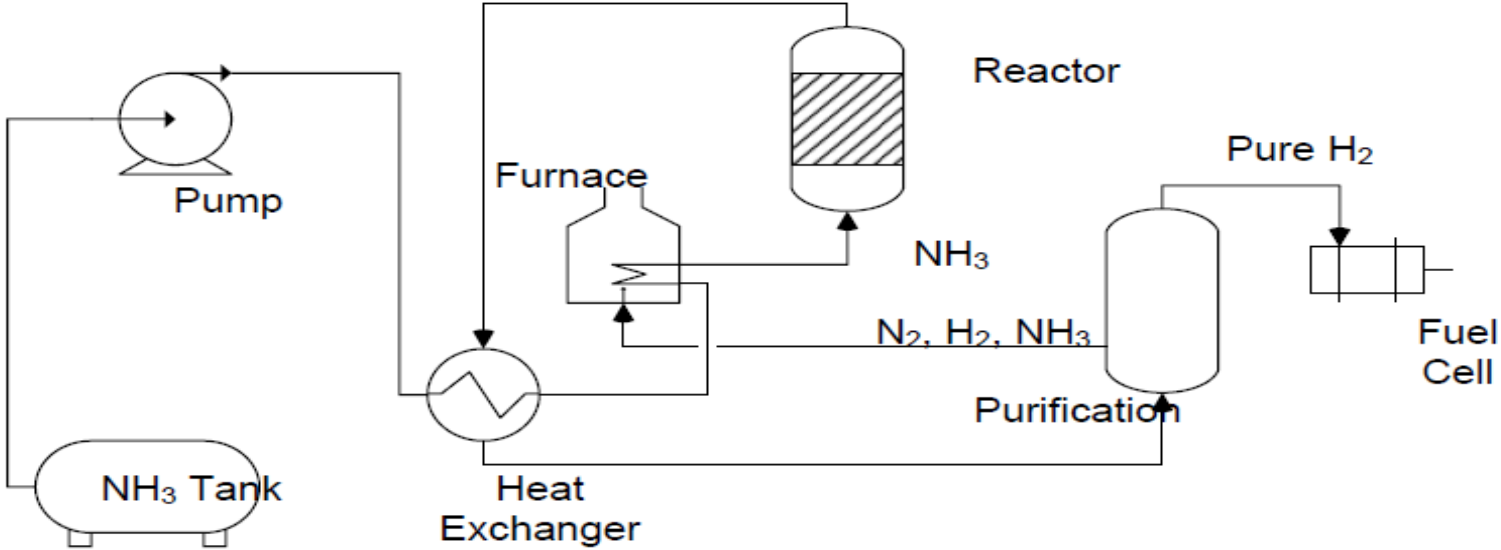 Reactor
Pure H₂
Furnace
Pump
NH₃
N₂, H₂, NH₃
Fuel
Cell
Purification
NH₃ Tank
Heat
Exchanger